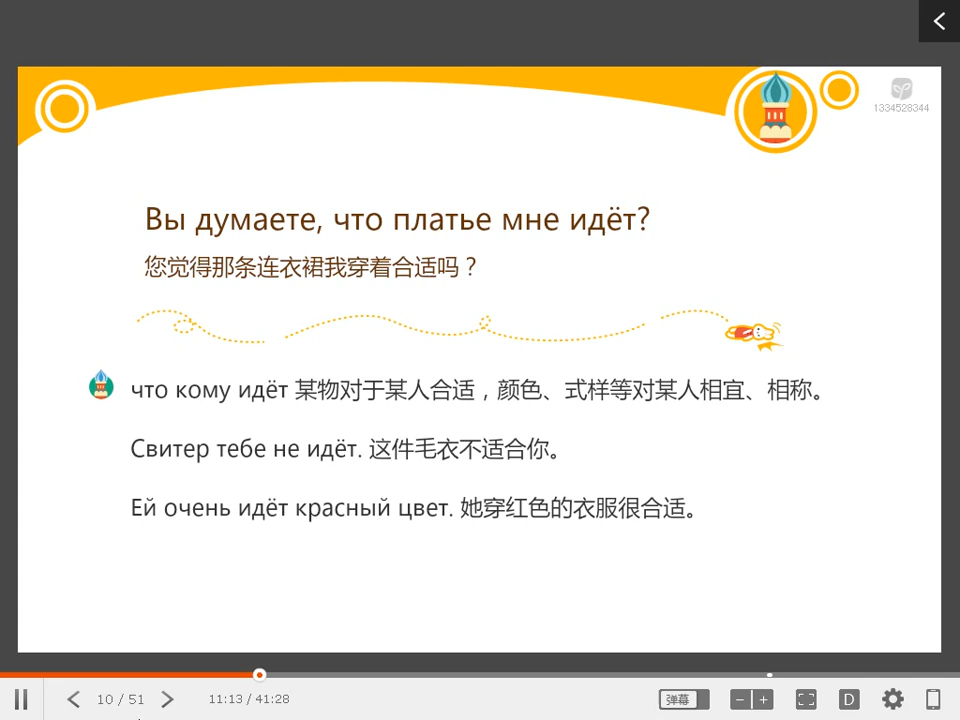 1334528344
Вы думаете, что платье мне идёт?
您觉得那条连衣裙我穿着合适吗？
что кому идёт 某物对于某人合适，颜色、式样等对某人相宜、相称。
Свитер тебе не идёт. 这件毛衣不适合你。
Ей очень идёт красный цвет. 她穿红色的衣服很合适。
10 / 51 11:13 / 41:28 弹幕 D